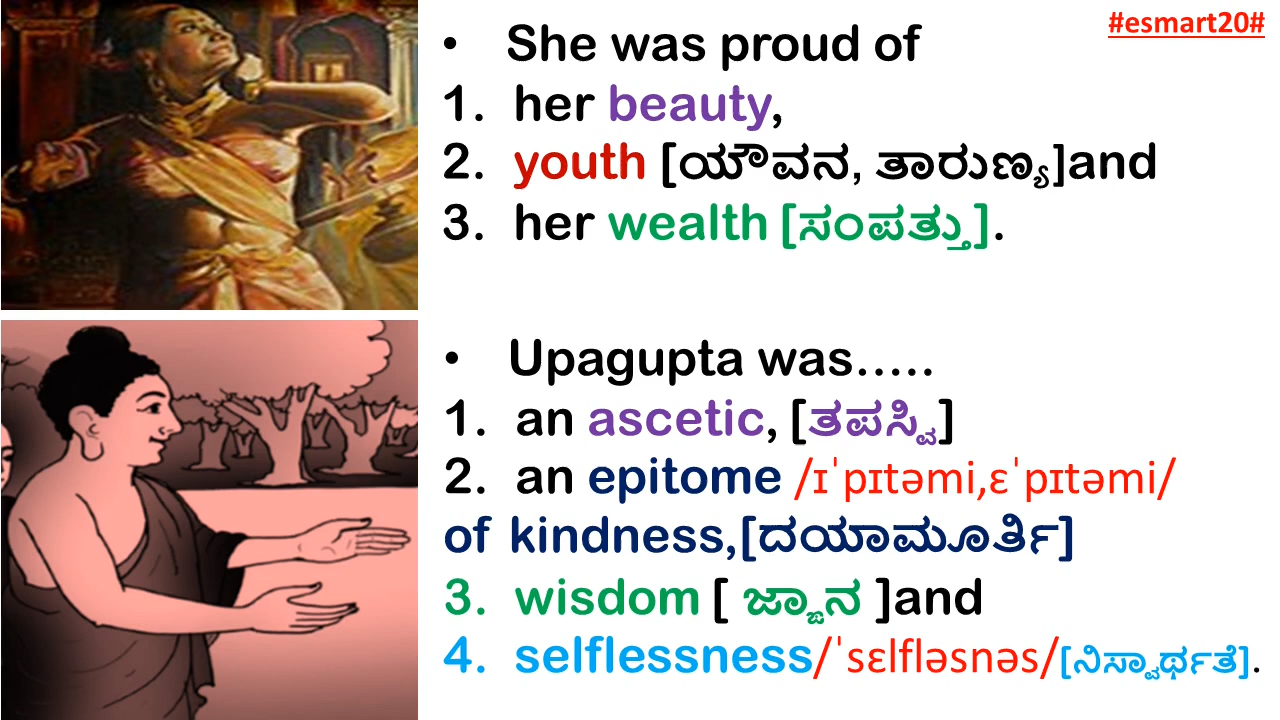 #esmart20#
• She was proud of
1. her beauty,
2. youth [ಯೌವನ, ತಾರುಣ್ಯ]and
3. her wealth [ಸಂಪತ್ತು].
• Upagupta was.....
1. an ascetic, [ತಪಸ್ವಿ]
2. an epitome /ɪˈpɪtəmi,ɛˈpɪtəmi/
of kindness,[ದಯಾಮೂರ್ತಿ]
3. wisdom [ ಜ್ಞಾನ ]and
4. selflessness/ˈsɛlfləsnəs/[ನಿಸ್ವಾರ್ಥತೆ].